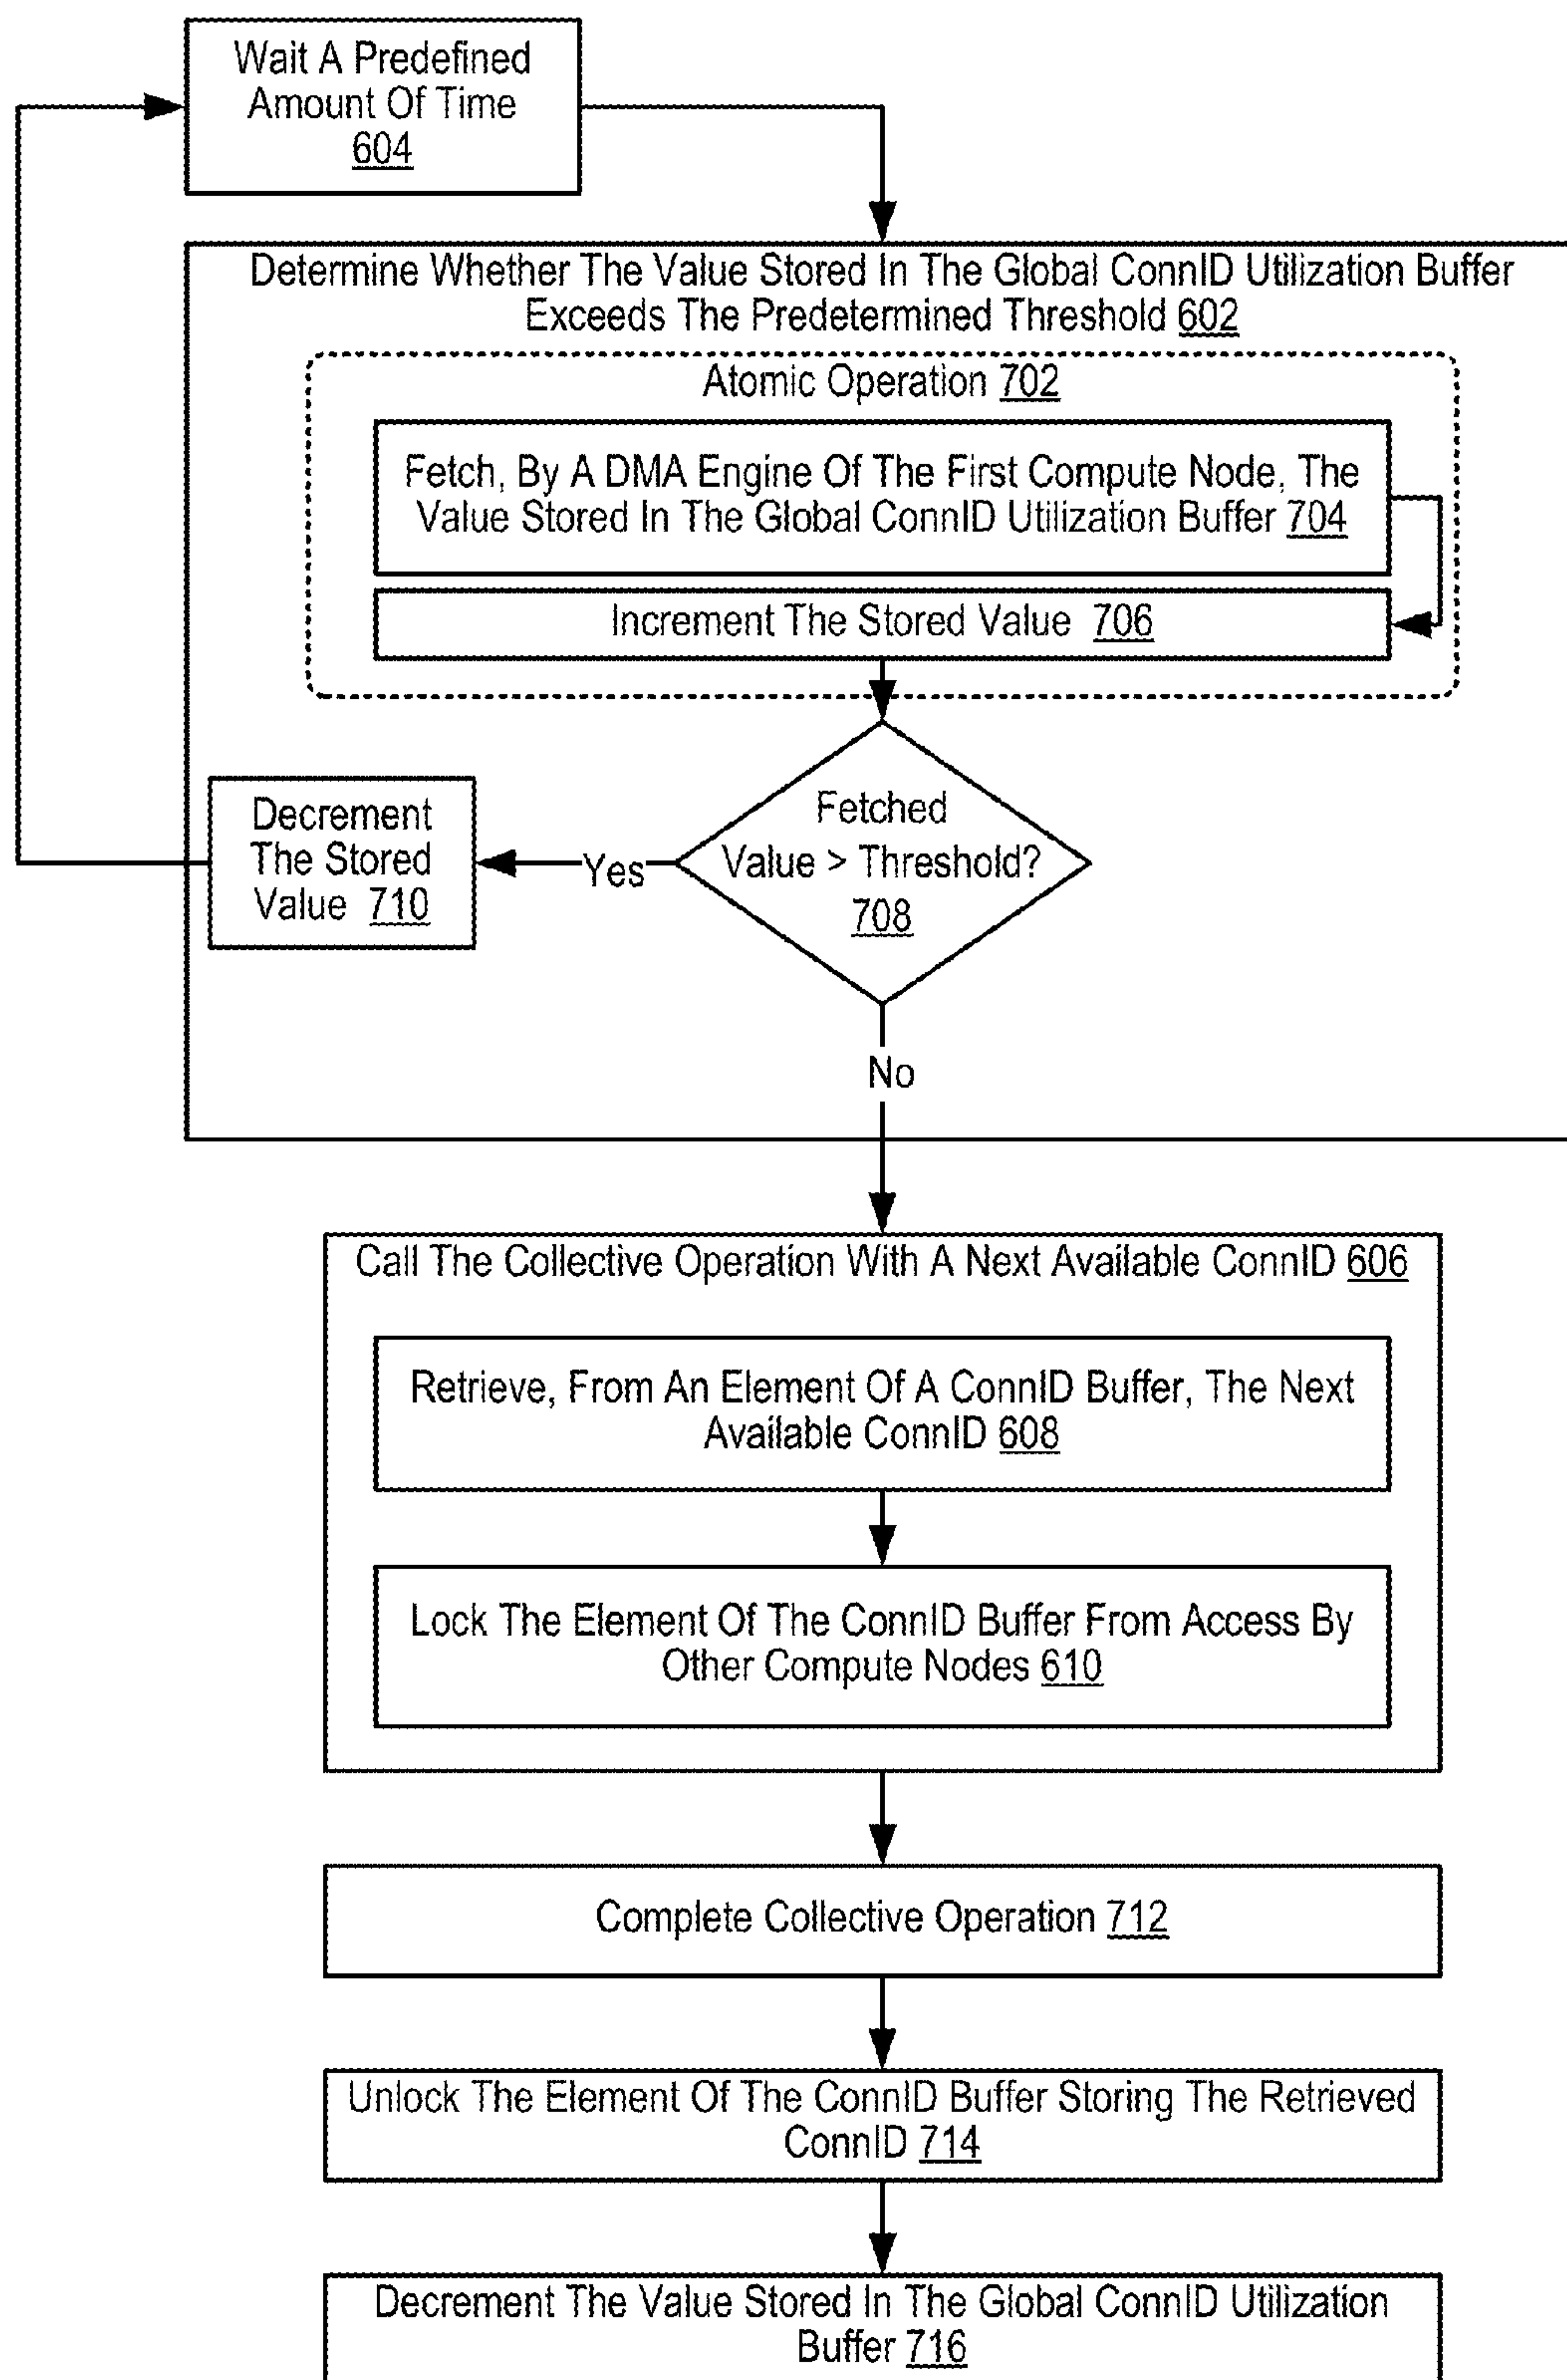 Wait A Predefined
Amount Of Time
604
Determine Whether The Value Stored In The Global ConnID Utilization Buffer
Exceeds The Predetermined Threshold 602
Atomic Operation 702
Fetch, By A DMA Engine Of The First Compute Node, The
Value Stored In The Global ConnID Utilization Buffer 704
Increment The Stored Value 706
Fetched
Value > Threshold?
708
Yes
Decrement
The Stored
Value 710
No
Call The Collective Operation With A Next Available ConnID 606
Retrieve, From An Element Of A ConnID Buffer, The Next
Available ConnID 608
Lock The Element Of The ConnID Buffer From Access By
Other Compute Nodes 610
Complete Collective Operation 712
Unlock The Element Of The ConnID Buffer Storing The Retrieved
ConnID 714
Decrement The Value Stored In The Global ConnID Utilization
Buffer 716